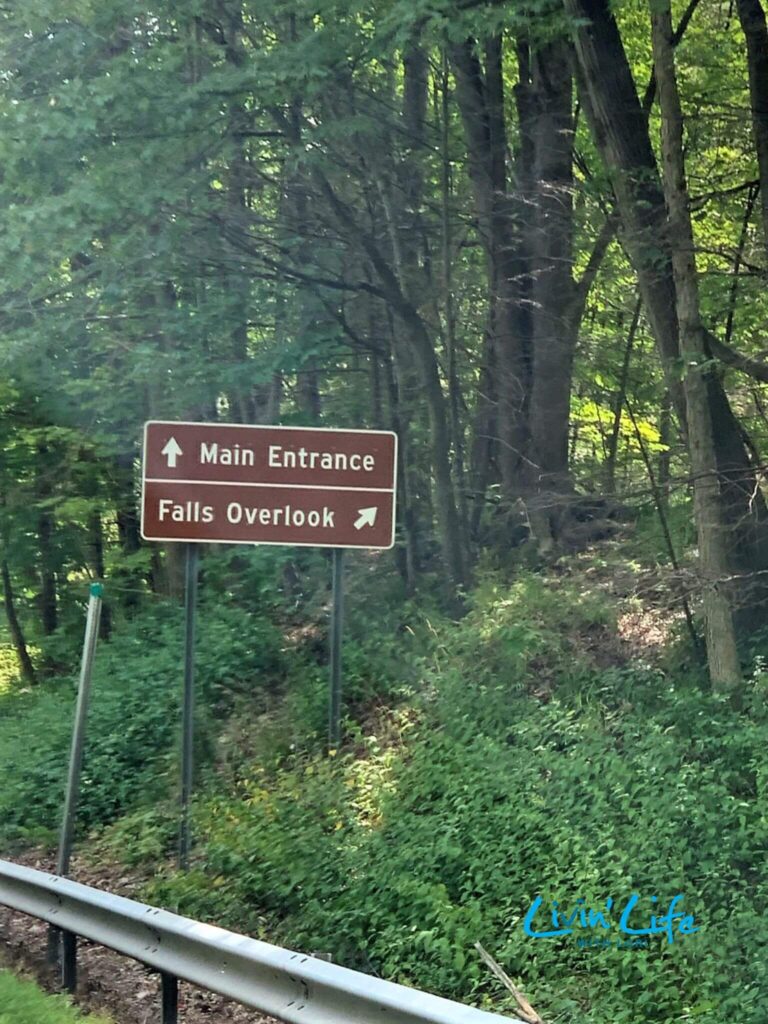 Main Entrance
Falls Overlook
Livin' Life